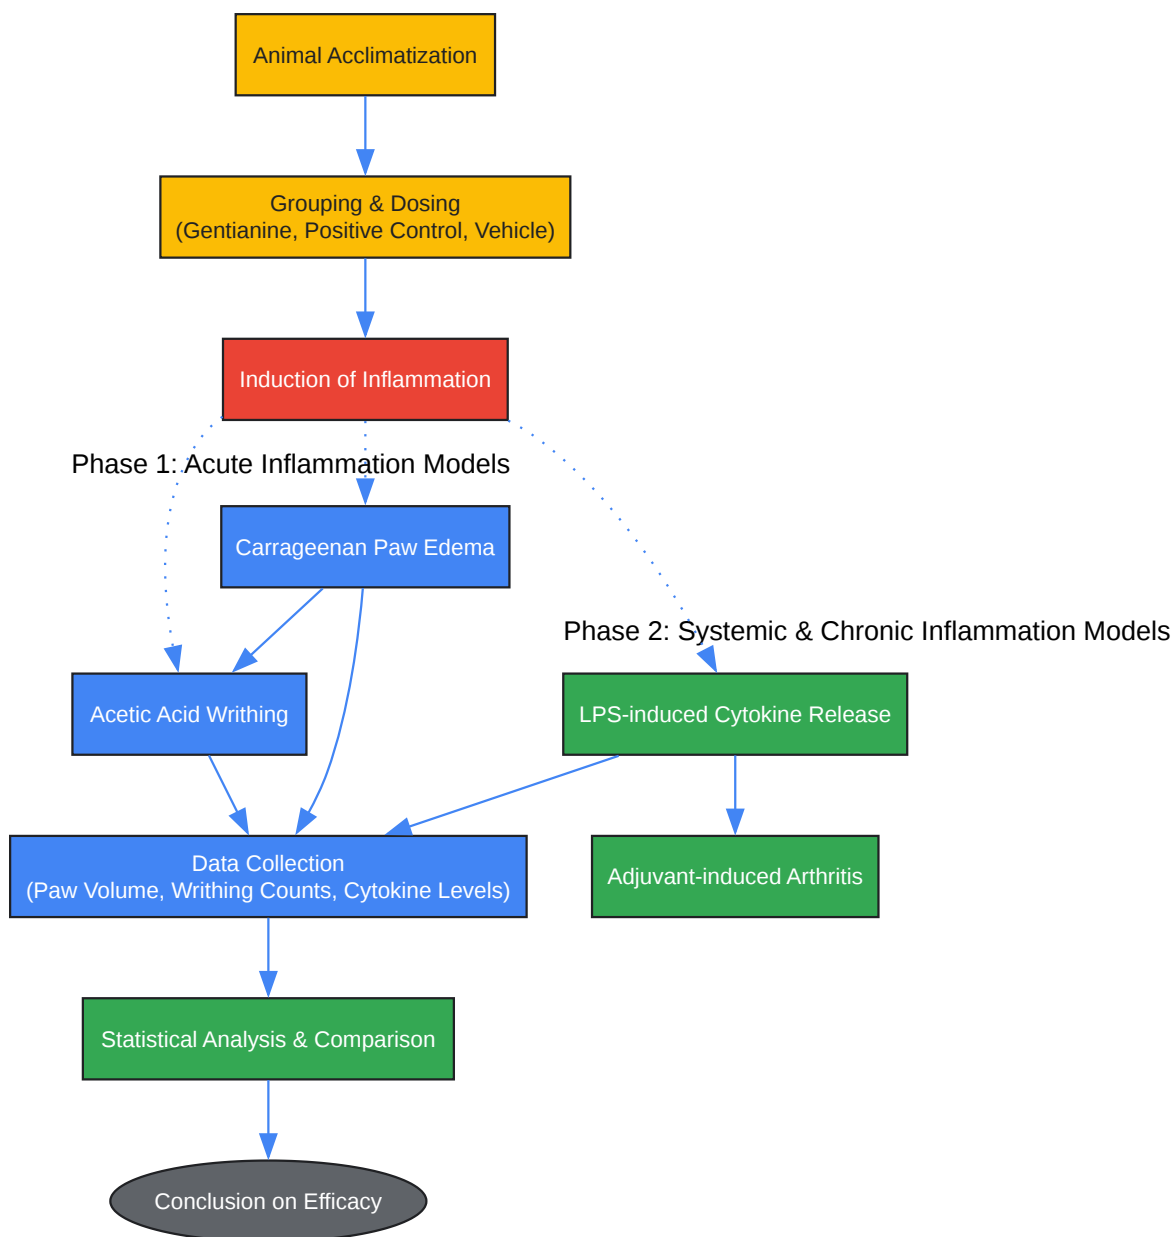 Animal Acclimatization
Grouping & Dosing
(Gentianine, Positive Control, Vehicle)
Induction of Inflammation
Phase 1: Acute Inflammation Models
Carrageenan Paw Edema
Phase 2: Systemic & Chronic Inflammation Models
Acetic Acid Writhing
LPS-induced Cytokine Release
Data Collection
(Paw Volume, Writhing Counts, Cytokine Levels)
Adjuvant-induced Arthritis
Statistical Analysis & Comparison
Conclusion on Efficacy